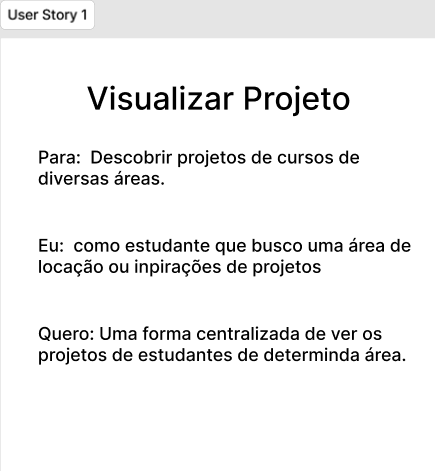 User Story 1
Visualizar Projeto
Para:  Descobrir projetos de cursos de
diversas áreas.
Eu:  como estudante que busco uma área de
locação ou inpirações de projetos
Quero: Uma forma centralizada de ver os
projetos de estudantes de determinda área.